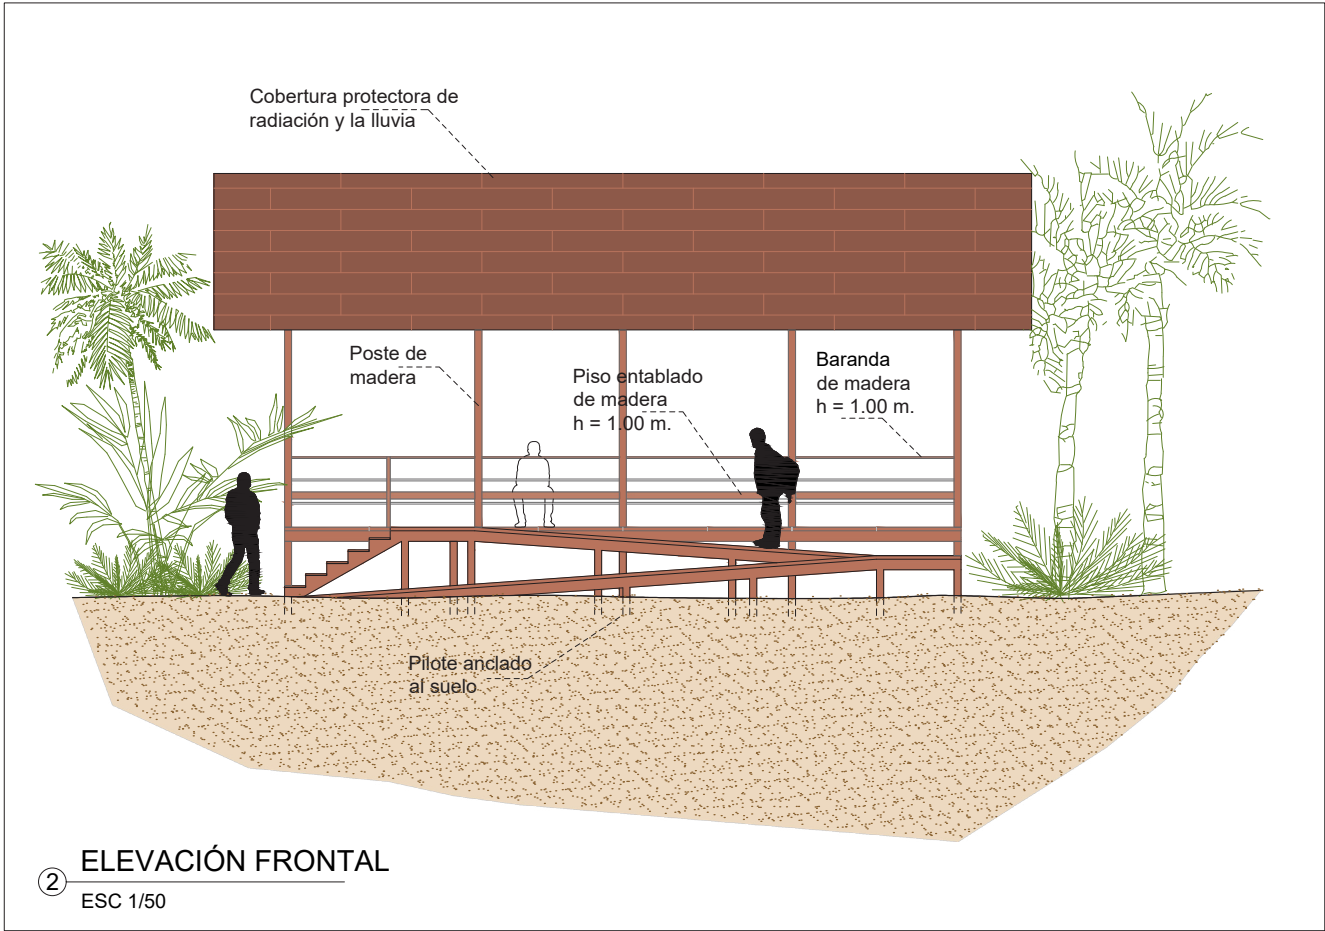 Cobertura protectora de
radiación y la lluvia
Poste de
madera
Piso entablado
de madera
h = 1.00 m.
Baranda
de madera
h = 1.00 m.
Pilote anclado
al suelo
2
ELEVACIÓN FRONTAL
ESC 1/50